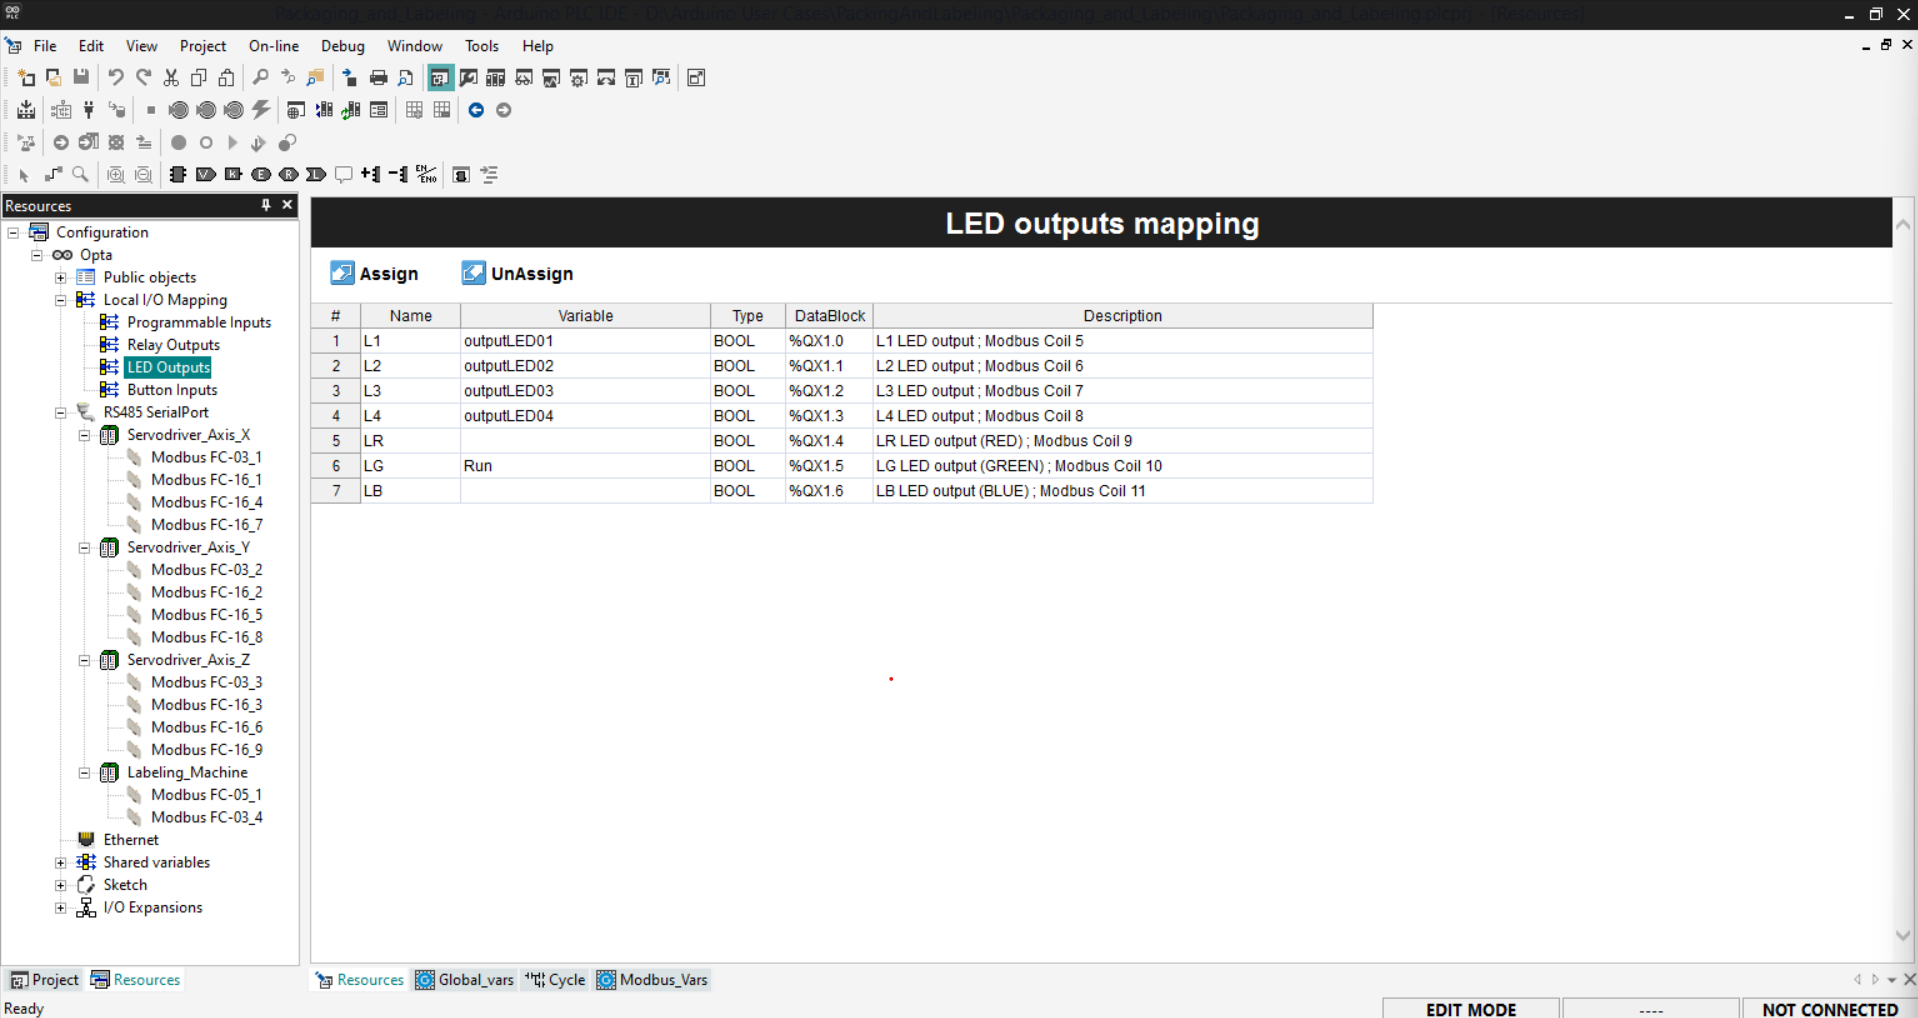 Packaging_and_Labeling - Arduino PLC IDE - D:\Arduino User Cases\PackingAndLabeling\Packaging_and_Labeling\Packaging_and_Labeling.plcprj - [Resources]
File Edit View Project On-line Debug Window Tools Help
EN/ENO
Resources
Configuration
Opta
Public objects
Local I/O Mapping
Programmable Inputs
Relay Outputs
LED Outputs
Button Inputs
RS485 SerialPort
Servodriver_Axis_X
Modbus FC-03_1
Modbus FC-16_1
Modbus FC-16_4
Modbus FC-16_7
Servodriver_Axis_Y
Modbus FC-03_2
Modbus FC-16_2
Modbus FC-16_5
Modbus FC-16_8
Servodriver_Axis_Z
Modbus FC-03_3
Modbus FC-16_3
Modbus FC-16_6
Modbus FC-16_9
Labeling_Machine
Modbus FC-05_1
Modbus FC-03_4
Ethernet
Shared variables
Sketch
I/O Expansions
Project Resources
LED outputs mapping
Assign UnAssign
# Name Variable Type DataBlock Description
1 L1 outputLED01 BOOL %QX1.0 L1 LED output ; Modbus Coil 5
2 L2 outputLED02 BOOL %QX1.1 L2 LED output ; Modbus Coil 6
3 L3 outputLED03 BOOL %QX1.2 L3 LED output ; Modbus Coil 7
4 L4 outputLED04 BOOL %QX1.3 L4 LED output ; Modbus Coil 8
5 LR BOOL %QX1.4 LR LED output (RED) ; Modbus Coil 9
6 LG Run BOOL %QX1.5 LG LED output (GREEN) ; Modbus Coil 10
7 LB BOOL %QX1.6 LB LED output (BLUE) ; Modbus Coil 11
Resources Global_vars Cycle Modbus_Vars
Ready EDIT MODE ---- NOT CONNECTED